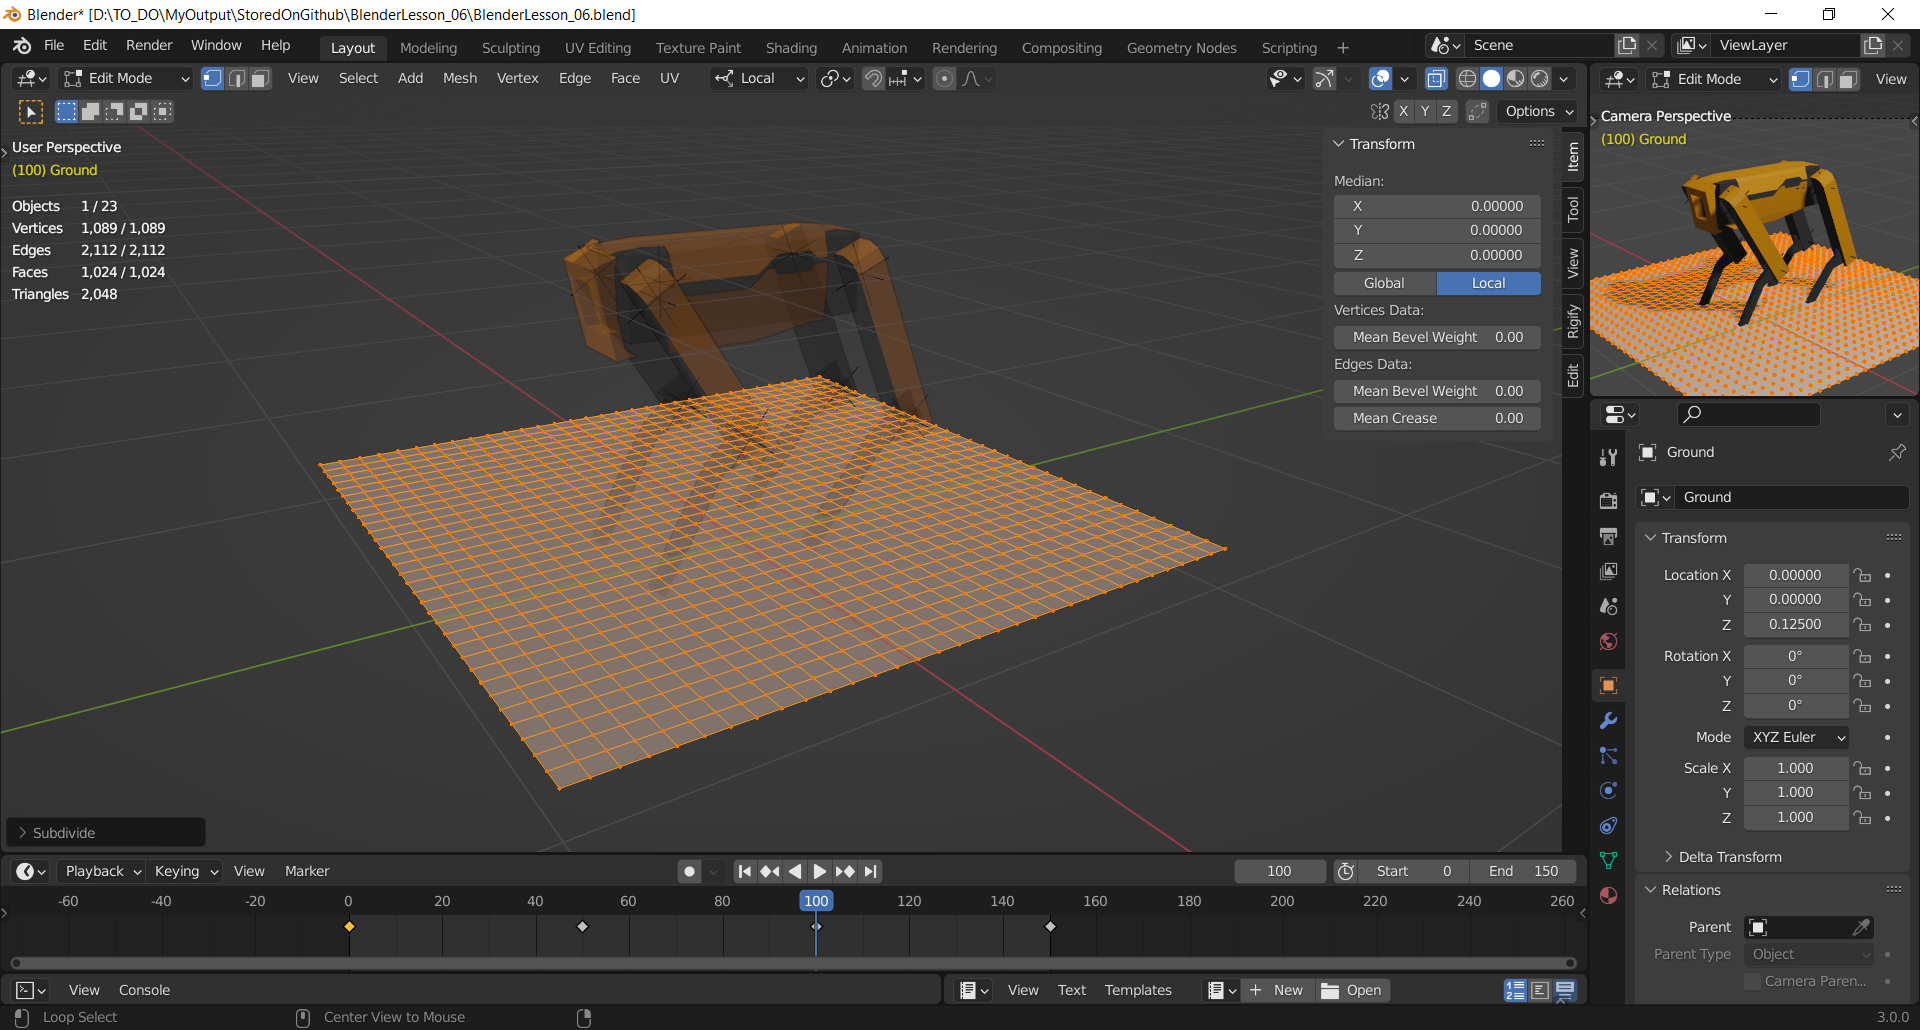 Blender* [D:\TO_DO\MyOutput\StoredOnGithub\BlenderLesson_06\BlenderLesson_06.blend]
File Edit Render Window Help Layout Modeling Sculpting UV Editing Texture Paint Shading Animation Rendering Compositing Geometry Nodes Scripting + Scene ViewLayer
Edit Mode View Select Add Mesh Vertex Edge Face UV Local Edit Mode View
X Y Z Options
User Perspective
(100) Ground
Objects 1 / 23
Vertices 1,089 / 1,089
Edges 2,112 / 2,112
Faces 1,024 / 1,024
Triangles 2,048
Transform
Median:
X 0.00000
Y 0.00000
Z 0.00000
Global Local
Vertices Data:
Mean Bevel Weight 0.00
Edges Data:
Mean Bevel Weight 0.00
Mean Crease 0.00
Item
Tool
View
Rigify
Edit
Camera Perspective
(100) Ground
Ground
Ground
Transform
Location X 0.00000
Y 0.00000
Z 0.12500
Rotation X 0°
Y 0°
Z 0°
Mode XYZ Euler
Scale X 1.000
Y 1.000
Z 1.000
Delta Transform
Relations
Parent
Parent Type Object
Camera Paren...
Subdivide
Playback Keying View Marker 100 Start 0 End 150
-60 -40 -20 0 20 40 60 80 100 120 140 160 180 200 220 240 260
View Console View Text Templates + New Open
Loop Select Center View to Mouse 3.0.0